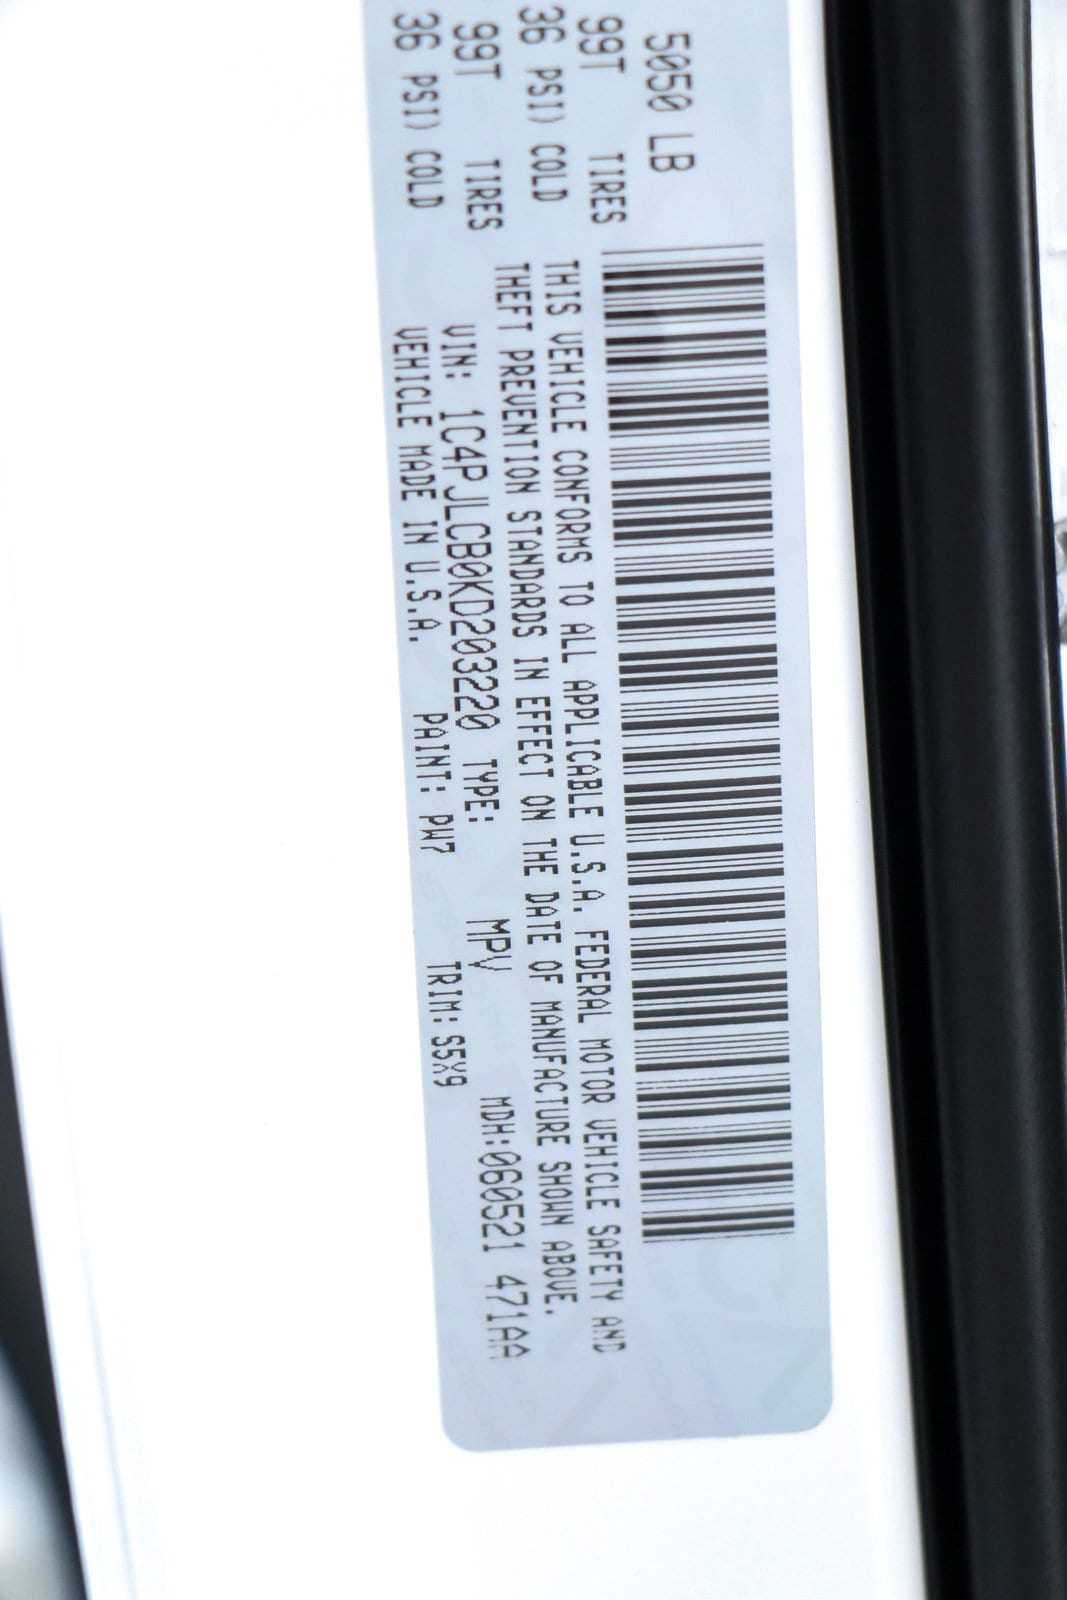 5050 LB
99T TIRES
36 PSI) COLD
99T TIRES
36 PSI) COLD
THIS VEHICLE CONFORMS TO ALL APPLICABLE U.S.A. FEDERAL MOTOR VEHICLE SAFETY AND
THEFT PREVENTION STANDARDS IN EFFECT ON THE DATE OF MANUFACTURE SHOWN ABOVE.
VIN: 1C4PJLCB0KD203220 TYPE: MPV MDH:060521 471AA
VEHICLE MADE IN U.S.A. PAINT: PW7 TRIM: S5X9